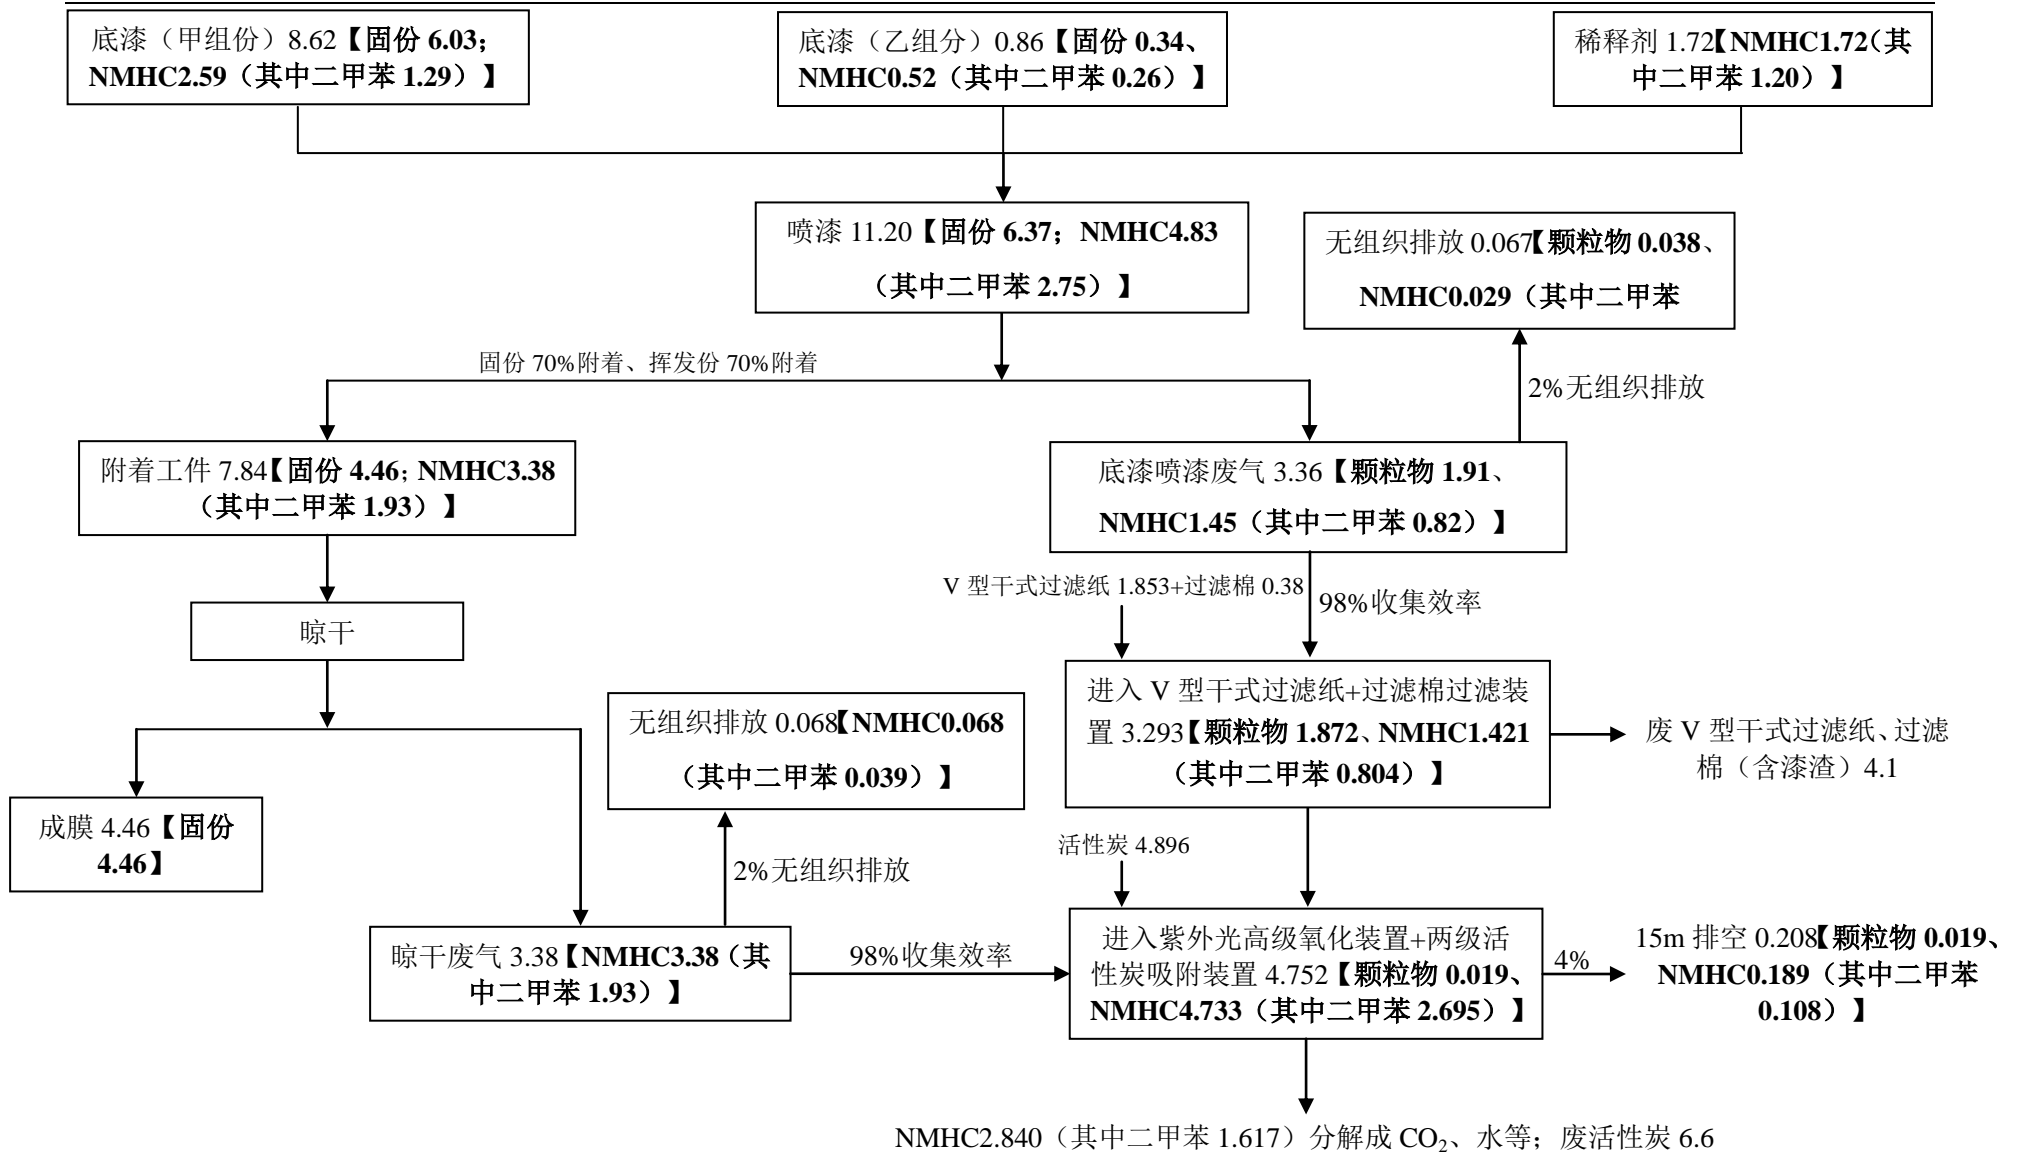 底漆（甲组份）8.62【固份 6.03；
NMHC2.59（其中二甲苯 1.29）】
底漆（乙组分）0.86【固份 0.34、
NMHC0.52（其中二甲苯 0.26）】
稀释剂 1.72【NMHC1.72（其
中二甲苯 1.20）】
喷漆 11.20【固份 6.37；NMHC4.83
（其中二甲苯 2.75）】
无组织排放 0.067【颗粒物 0.038、
NMHC0.029（其中二甲苯
固份 70%附着、挥发份 70%附着
2%无组织排放
附着工件 7.84【固份 4.46；NMHC3.38
（其中二甲苯 1.93）】
底漆喷漆废气 3.36【颗粒物 1.91、
NMHC1.45（其中二甲苯 0.82）】
V 型干式过滤纸 1.853+过滤棉 0.38
98%收集效率
晾干
进入 V 型干式过滤纸+过滤棉过滤装
置 3.293【颗粒物 1.872、NMHC1.421
（其中二甲苯 0.804）】
废 V 型干式过滤纸、过滤
棉（含漆渣）4.1
无组织排放 0.068【NMHC0.068
（其中二甲苯 0.039）】
成膜 4.46【固份
4.46】
2%无组织排放
活性炭 4.896
晾干废气 3.38【NMHC3.38（其
中二甲苯 1.93）】
98%收集效率
进入紫外光高级氧化装置+两级活
性炭吸附装置 4.752【颗粒物 0.019、
NMHC4.733（其中二甲苯 2.695）】
4%
15m 排空 0.208【颗粒物 0.019、
NMHC0.189（其中二甲苯
0.108）】
NMHC2.840（其中二甲苯 1.617）分解成 CO₂、水等；废活性炭 6.6